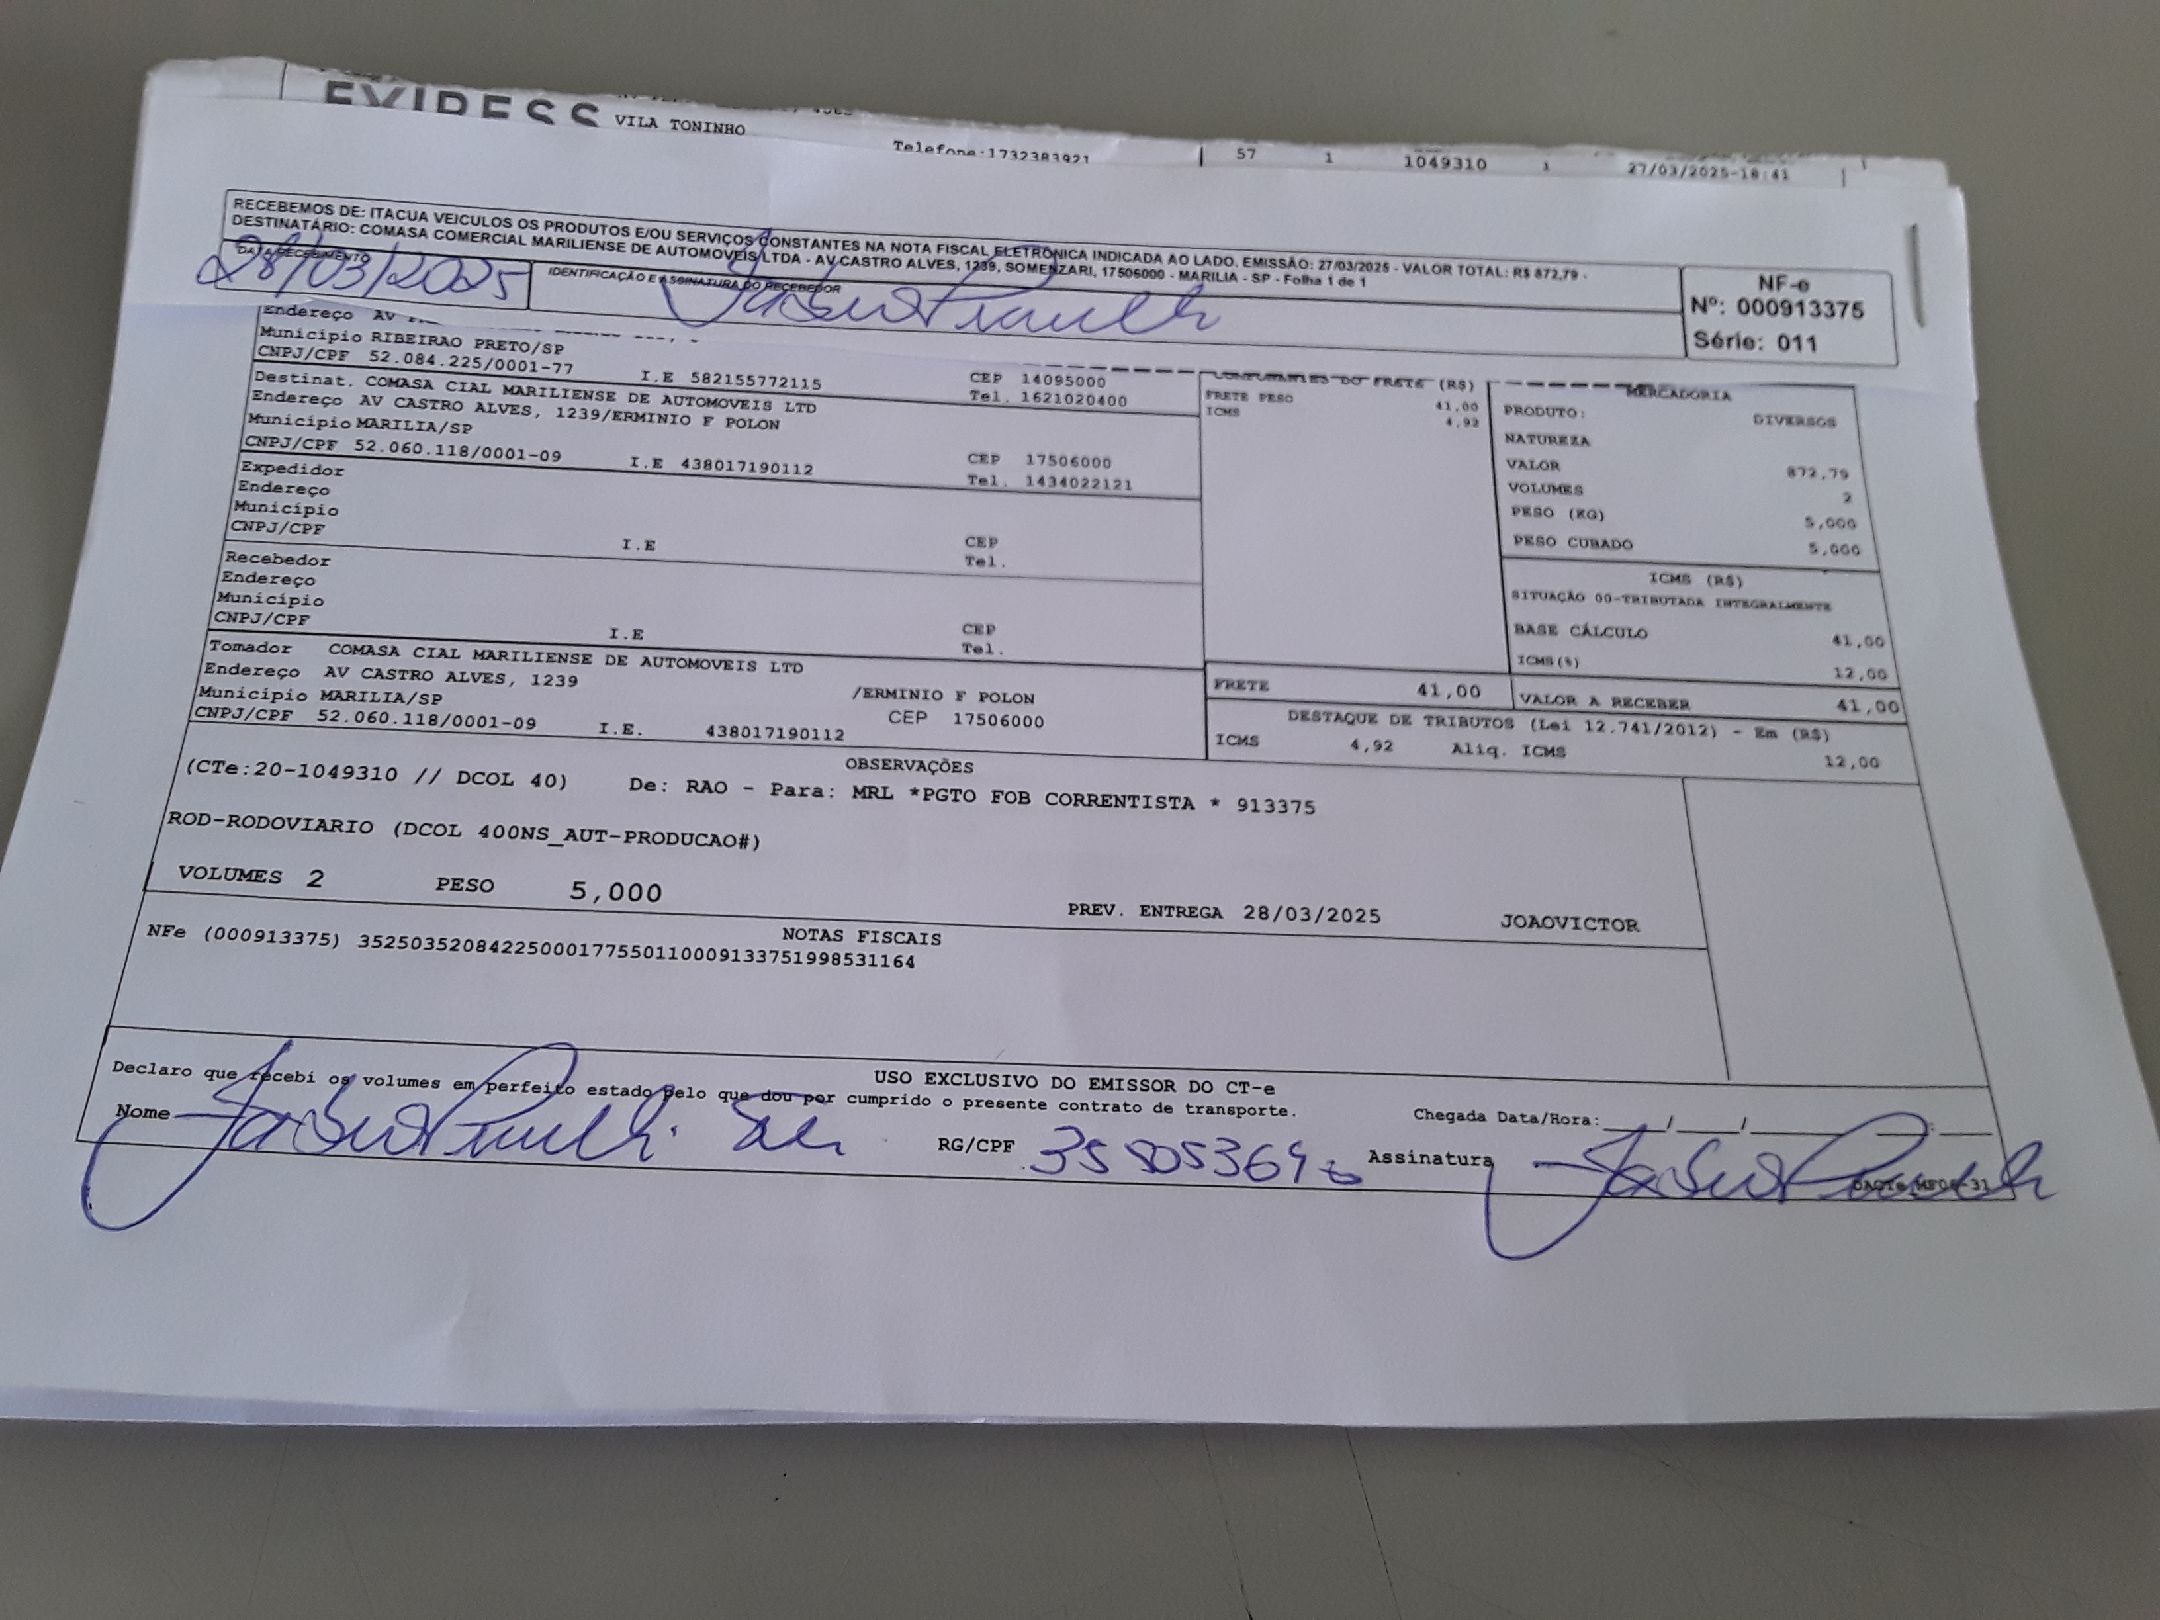 VILA TONINHO
Telefone:1732383921 57 1 1049310 1 27/03/2025-18:41
RECEBEMOS DE: ITACUA VEICULOS OS PRODUTOS E/OU SERVIÇOS CONSTANTES NA NOTA FISCAL ELETRÔNICA INDICADA AO LADO. EMISSÃO: 27/03/2025 - VALOR TOTAL: R$ 872,79 -
DESTINATÁRIO: COMASA COMERCIAL MARILIENSE DE AUTOMOVEIS LTDA - AV CASTRO ALVES, 1239, SOMENZARI, 17506000 - MARILIA - SP - Folha 1 de 1
DATA RECEBIMENTO
28/03/2025
IDENTIFICAÇÃO E ASSINATURA DO RECEBEDOR
NF-e
Nº: 000913375
Série: 011
Endereço AV
Município RIBEIRAO PRETO/SP CEP 14095000
CNPJ/CPF 52.084.225/0001-77 I.E 582155772115 Tel. 1621020400
Destinat. COMASA CIAL MARILIENSE DE AUTOMOVEIS LTD
Endereço AV CASTRO ALVES, 1239/ERMINIO F POLON
Município MARILIA/SP CEP 17506000
CNPJ/CPF 52.060.118/0001-09 I.E 438017190112 Tel. 1434022121
Expedidor
Endereço
Município CEP
CNPJ/CPF I.E Tel.
Recebedor
Endereço
Município CEP
CNPJ/CPF I.E Tel.
Tomador COMASA CIAL MARILIENSE DE AUTOMOVEIS LTD
Endereço AV CASTRO ALVES, 1239 /ERMINIO F POLON
Município MARILIA/SP CEP 17506000
CNPJ/CPF 52.060.118/0001-09 I.E. 438017190112
COMPONENTES DO FRETE (R$)
FRETE PESO 41,00
ICMS 4,92
MERCADORIA
PRODUTO: DIVERSOS
NATUREZA
VALOR 872,79
VOLUMES 2
PESO (KG) 5,000
PESO CUBADO 5,000
ICMS (R$)
SITUAÇÃO 00-TRIBUTADA INTEGRALMENTE
BASE CÁLCULO 41,00
ICMS(%) 12,00
FRETE 41,00 VALOR A RECEBER 41,00
DESTAQUE DE TRIBUTOS (Lei 12.741/2012) - Em (R$)
ICMS 4,92 Aliq. ICMS 12,00
OBSERVAÇÕES
(CTe:20-1049310 // DCOL 40) De: RAO - Para: MRL *PGTO FOB CORRENTISTA * 913375
ROD-RODOVIARIO (DCOL 400NS_AUT-PRODUCAO#)
VOLUMES 2 PESO 5,000 PREV. ENTREGA 28/03/2025 JOAOVICTOR
NOTAS FISCAIS
NFe (000913375) 35250352084225000177550110009133751998531164
USO EXCLUSIVO DO EMISSOR DO CT-e
Declaro que recebi os volumes em perfeito estado pelo que dou por cumprido o presente contrato de transporte.
Chegada Data/Hora:_____/_____/_____ ____:____
Nome RG/CPF Assinatura